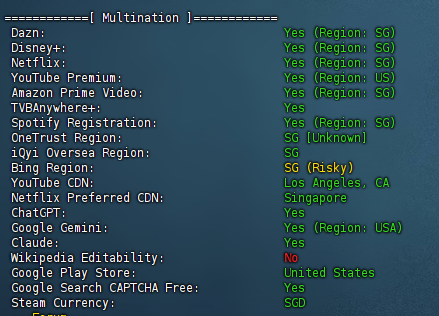 ============[ Multination ]============
Dazn: Yes (Region: SG)
Disney+: Yes (Region: SG)
Netflix: Yes (Region: SG)
YouTube Premium: Yes (Region: US)
Amazon Prime Video: Yes (Region: SG)
TVBAnywhere+: Yes
Spotify Registration: Yes (Region: SG)
OneTrust Region: SG [Unknown]
iQyi Oversea Region: SG
Bing Region: SG (Risky)
YouTube CDN: Los Angeles, CA
Netflix Preferred CDN: Singapore
ChatGPT: Yes
Google Gemini: Yes (Region: USA)
Claude: Yes
Wikipedia Editability: No
Google Play Store: United States
Google Search CAPTCHA Free: Yes
Steam Currency: SGD